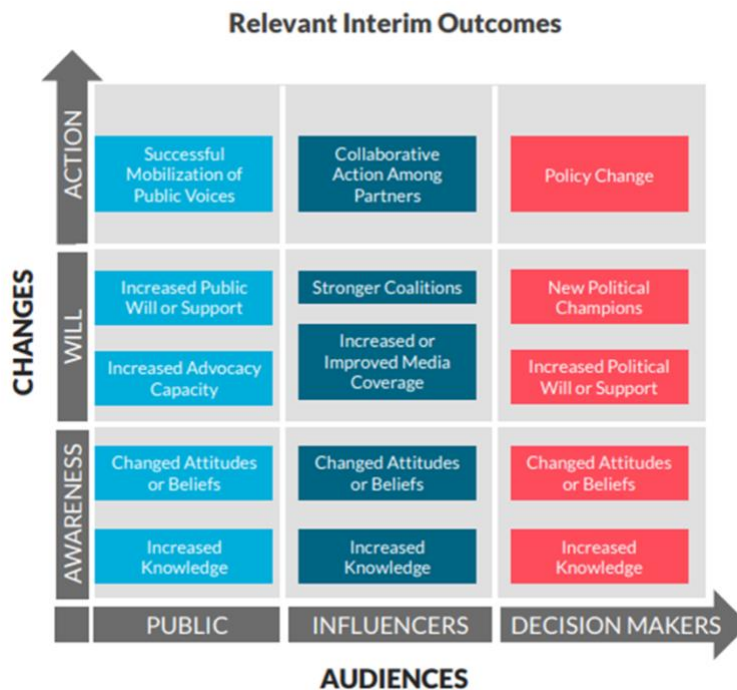 Relevant Interim Outcomes
CHANGES
ACTION
Successful
Mobilization of
Public Voices
Collaborative
Action Among
Partners
Policy Change
WILL
Increased Public
Will or Support
Increased Advocacy
Capacity
Stronger Coalitions
Increased or
Improved Media
Coverage
New Political
Champions
Increased Political
Will or Support
AWARENESS
Changed Attitudes
or Beliefs
Increased
Knowledge
Changed Attitudes
or Beliefs
Increased
Knowledge
Changed Attitudes
or Beliefs
Increased
Knowledge
PUBLIC
INFLUENCERS
DECISION MAKERS
AUDIENCES